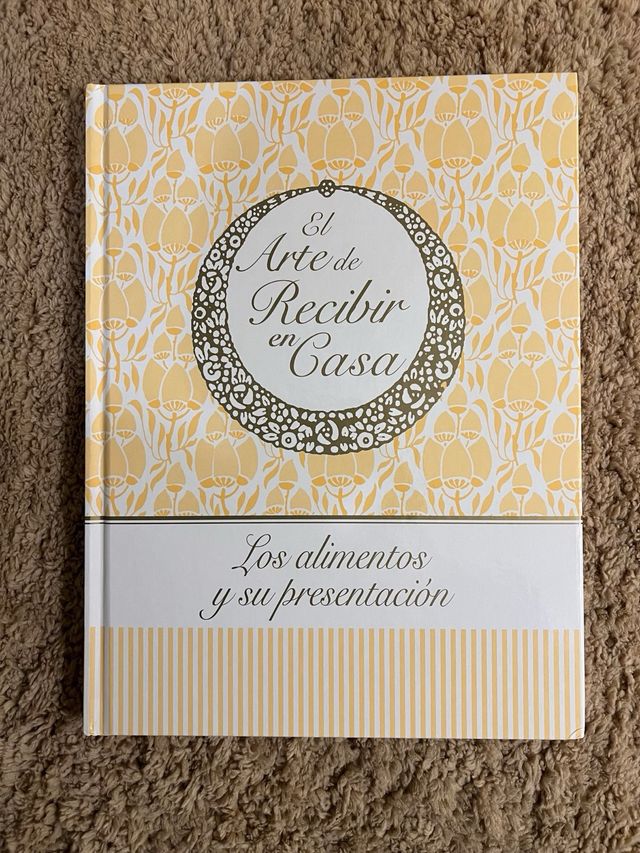 El
Arte de
Recibir
en
Casa
Los alimentos
y su presentación